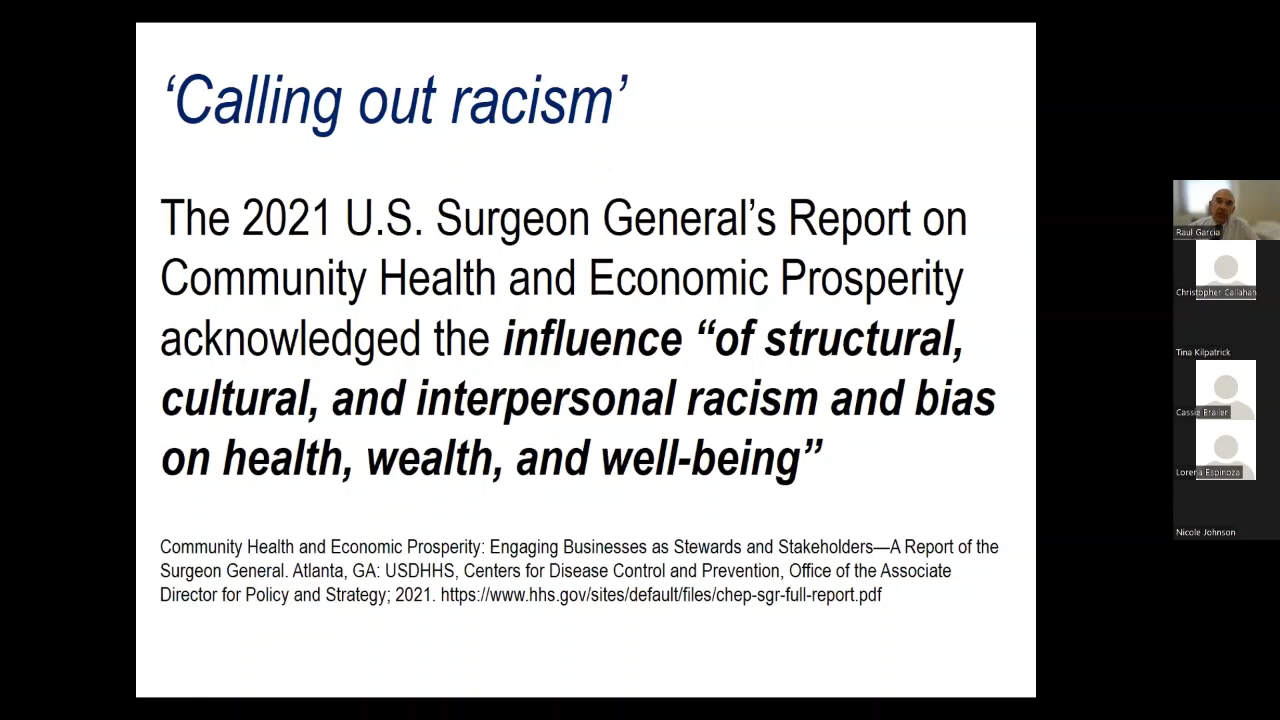 ‘Calling out racism’
The 2021 U.S. Surgeon General’s Report on
Community Health and Economic Prosperity
acknowledged the influence “of structural,
cultural, and interpersonal racism and bias
on health, wealth, and well-being”
Community Health and Economic Prosperity: Engaging Businesses as Stewards and Stakeholders—A Report of the
Surgeon General. Atlanta, GA: USDHHS, Centers for Disease Control and Prevention, Office of the Associate
Director for Policy and Strategy; 2021. https://www.hhs.gov/sites/default/files/chep-sgr-full-report.pdf
Raul Garcia
Christopher Callahan
Tina Kilpatrick
Cassie Brailer
Lorena Espinoza
Nicole Johnson